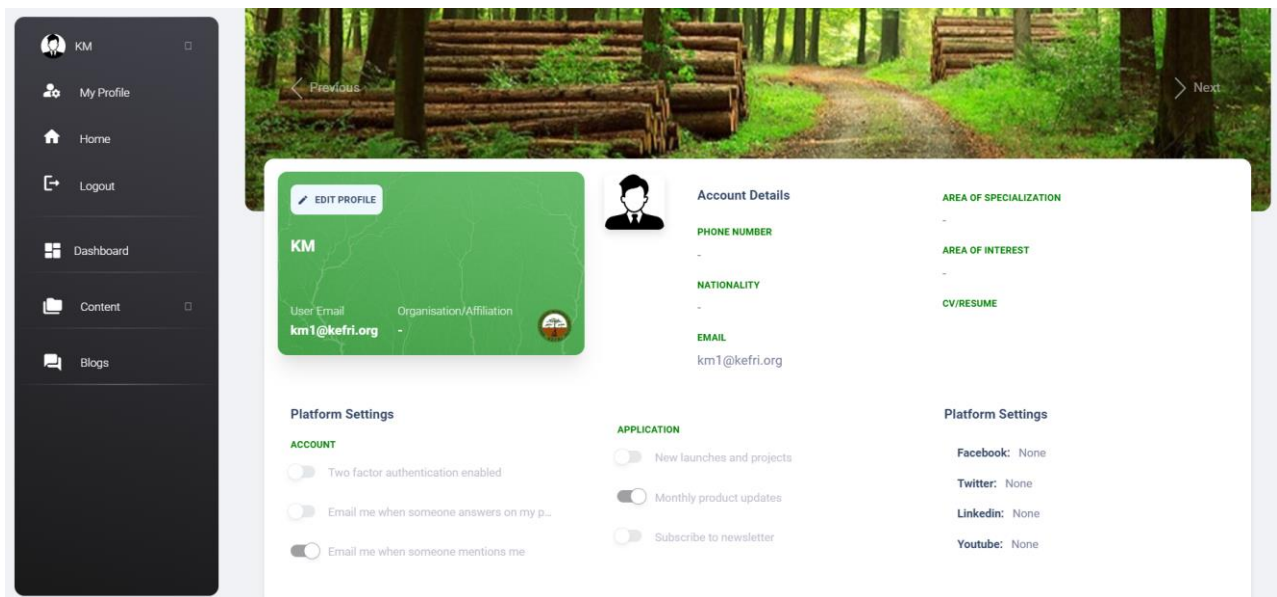 KM
My Profile
Home
Logout
Dashboard
Content
Blogs
Previous
Next
EDIT PROFILE
KM
User Email Organisation/Affiliation
km1@kefri.org -
Account Details
PHONE NUMBER
-
NATIONALITY
-
EMAIL
km1@kefri.org
AREA OF SPECIALIZATION
-
AREA OF INTEREST
-
CV/RESUME
Platform Settings
ACCOUNT
Two factor authentication enabled
Email me when someone answers on my p...
Email me when someone mentions me
APPLICATION
New launches and projects
Monthly product updates
Subscribe to newsletter
Platform Settings
Facebook: None
Twitter: None
Linkedin: None
Youtube: None